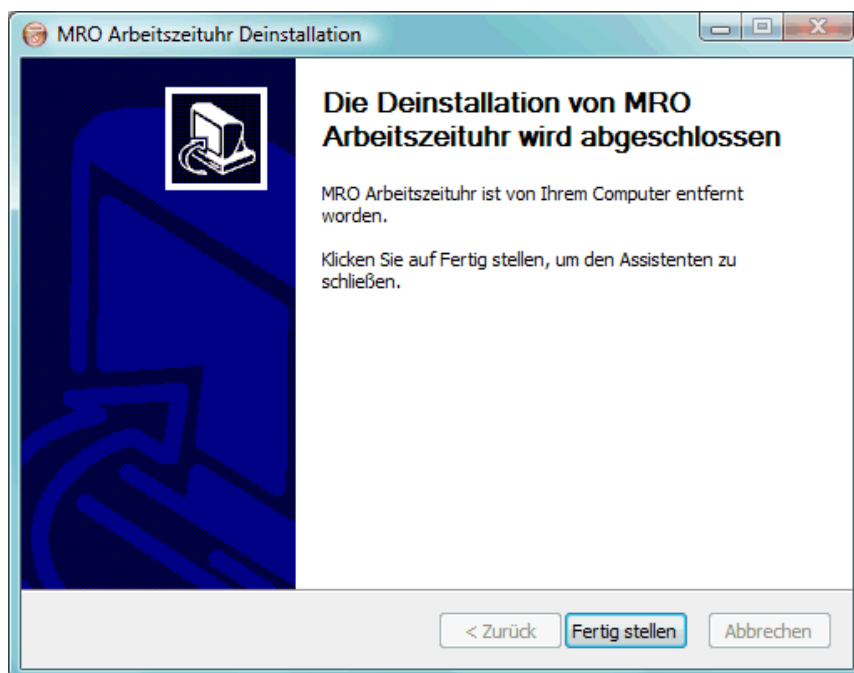 MRO Arbeitszeituhr Deinstallation
Die Deinstallation von MRO
Arbeitszeituhr wird abgeschlossen
MRO Arbeitszeituhr ist von Ihrem Computer entfernt
worden.
Klicken Sie auf Fertig stellen, um den Assistenten zu
schließen.
< Zurück Fertig stellen Abbrechen